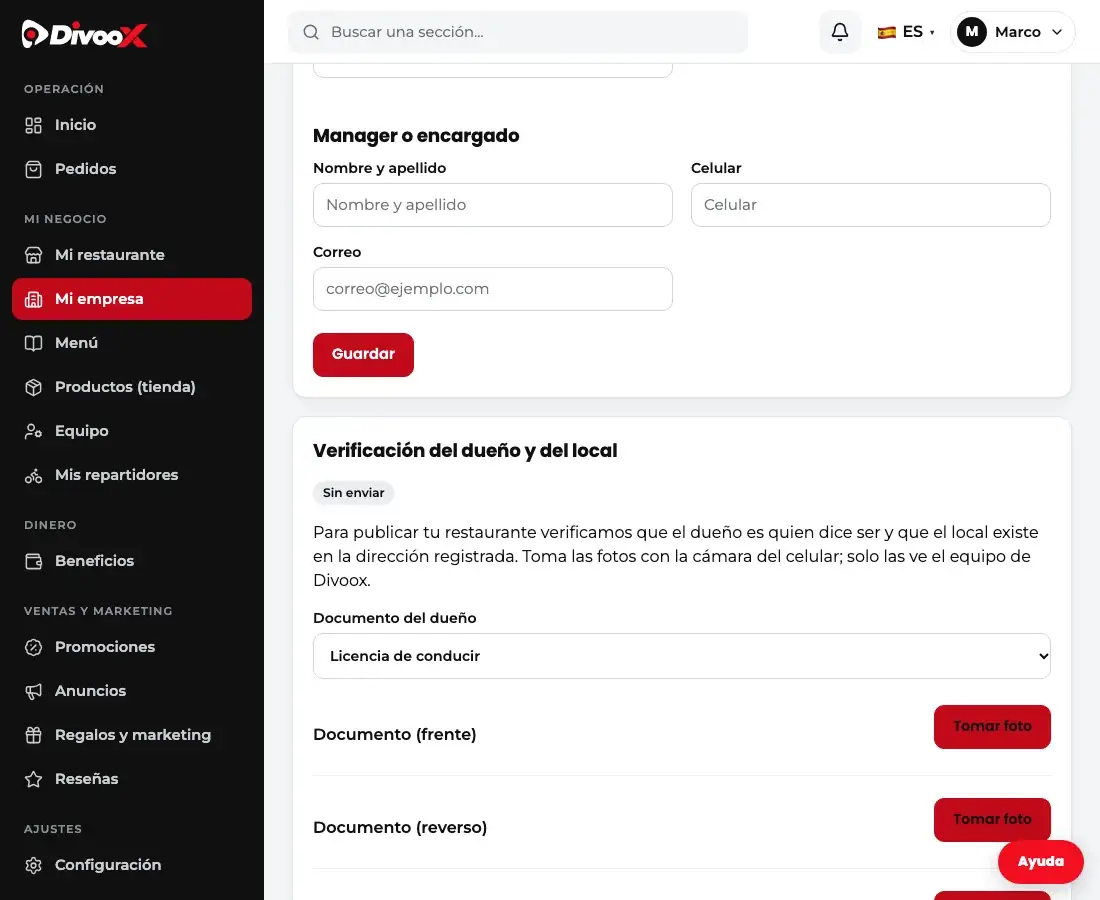 DivooX
Buscar una sección...
ES
M
Marco
OPERACIÓN
Inicio
Pedidos
MI NEGOCIO
Mi restaurante
Mi empresa
Menú
Productos (tienda)
Equipo
Mis repartidores
DINERO
Beneficios
VENTAS Y MARKETING
Promociones
Anuncios
Regalos y marketing
Reseñas
AJUSTES
Configuración
Manager o encargado
Nombre y apellido
Celular
Nombre y apellido
Celular
Correo
correo@ejemplo.com
Guardar
Verificación del dueño y del local
Sin enviar
Para publicar tu restaurante verificamos que el dueño es quien dice ser y que el local existe
en la dirección registrada. Toma las fotos con la cámara del celular; solo las ve el equipo de
Divoox.
Documento del dueño
Licencia de conducir
Documento (frente)
Tomar foto
Documento (reverso)
Tomar foto
Ayuda